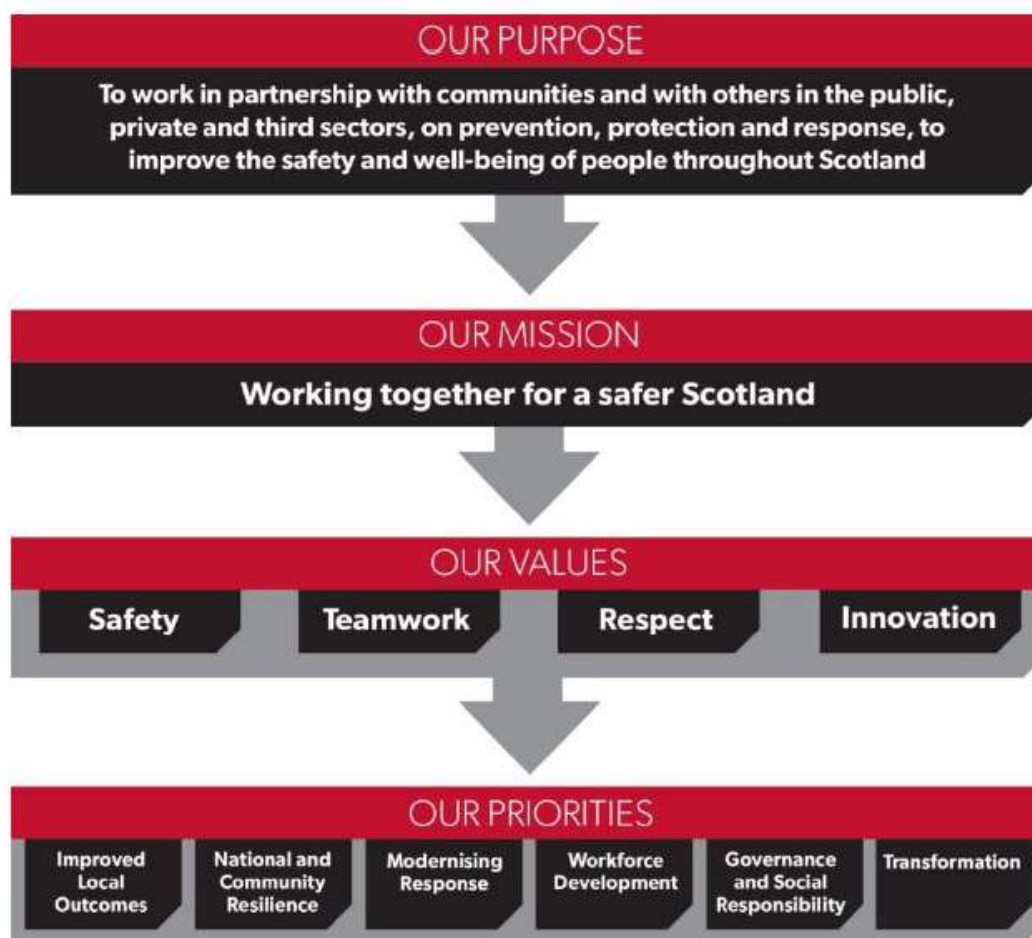 OUR PURPOSE
To work in partnership with communities and with others in the public,
private and third sectors, on prevention, protection and response, to
improve the safety and well-being of people throughout Scotland
OUR MISSION
Working together for a safer Scotland
OUR VALUES
Safety
Teamwork
Respect
Innovation
OUR PRIORITIES
Improved
Local
Outcomes
National and
Community
Resilience
Modernising
Response
Workforce
Development
Governance
and Social
Responsibility
Transformation